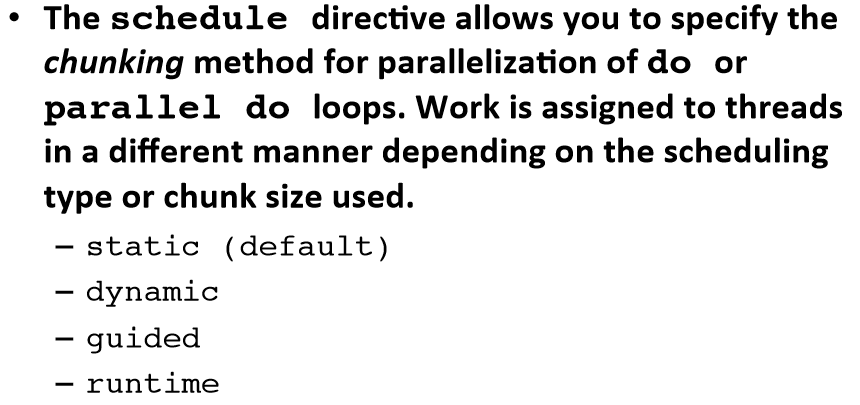 • The schedule directive allows you to specify the
chunking method for parallelization of do or
parallel do loops. Work is assigned to threads
in a different manner depending on the scheduling
type or chunk size used.
– static (default)
– dynamic
– guided
– runtime